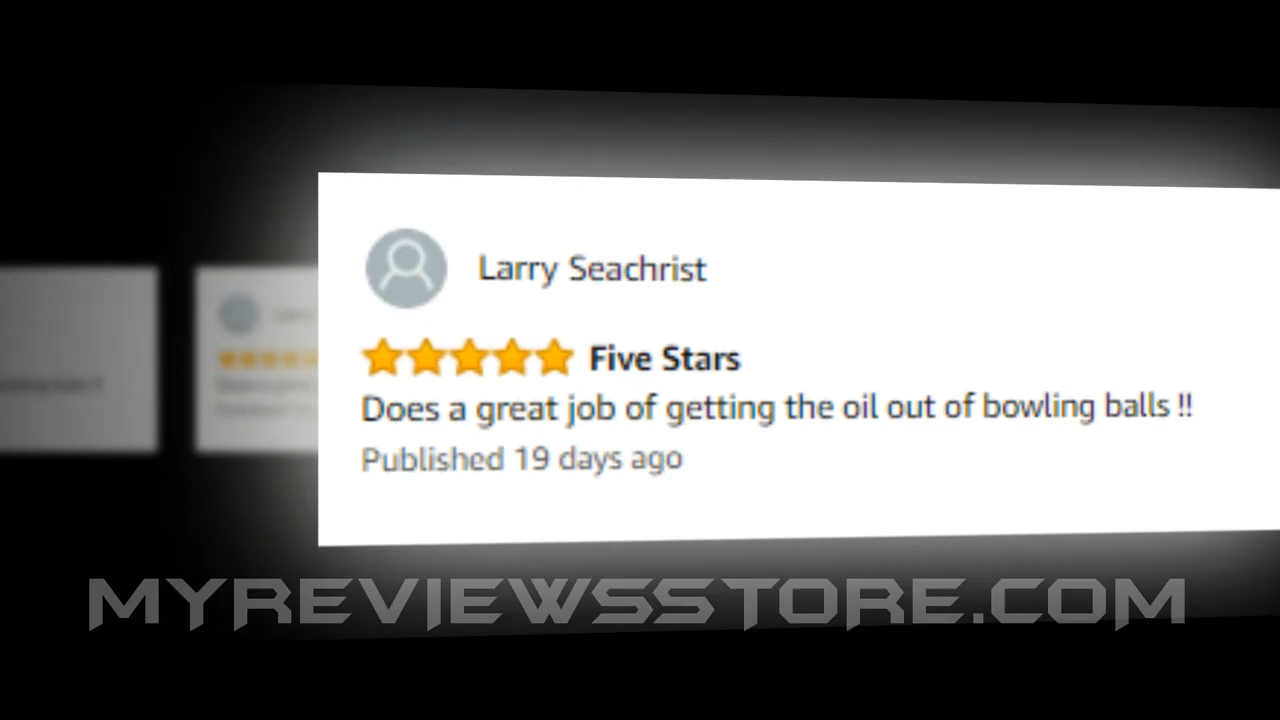 Larry Seachrist
Five Stars
Does a great job of getting the oil out of bowling balls !!
Published 19 days ago
MYREVIEWSSTORE.COM